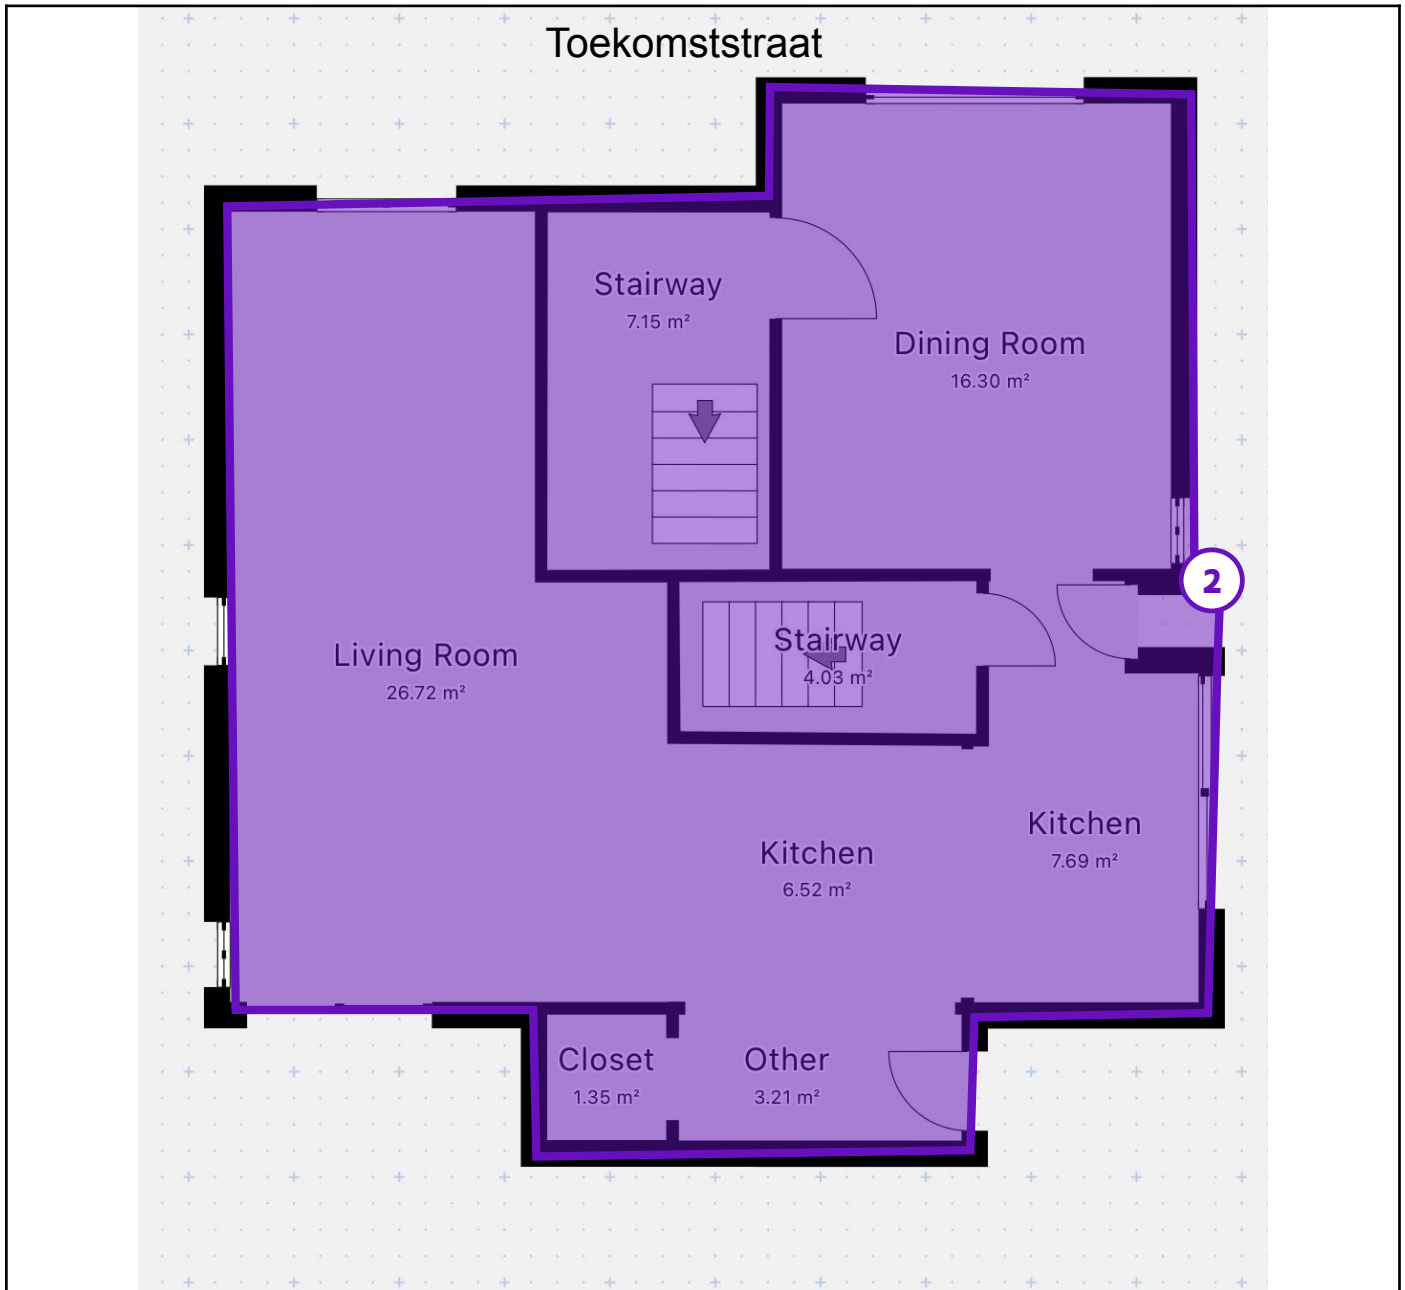 Toekomststraat
Stairway
7.15 m²
Dining Room
16.30 m²
2
Living Room
26.72 m²
Stairway
4.03 m²
Kitchen
7.69 m²
Kitchen
6.52 m²
Closet
1.35 m²
Other
3.21 m²